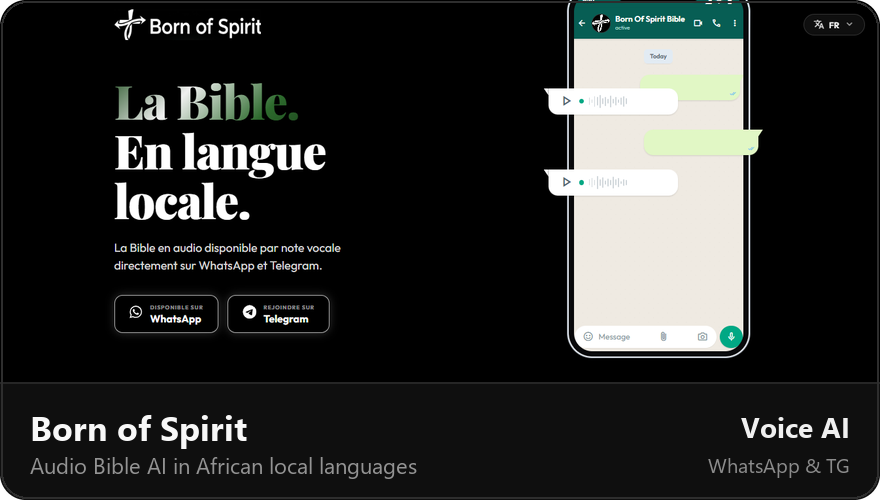 Born of Spirit
FR
La Bible.
En langue
locale.
La Bible en audio disponible par note vocale
directement sur WhatsApp et Telegram.
DISPONIBLE SUR
WhatsApp
REJOINDRE SUR
Telegram
Born Of Spirit Bible
active
Today
Message
Born of Spirit
Audio Bible AI in African local languages
Voice AI
WhatsApp & TG